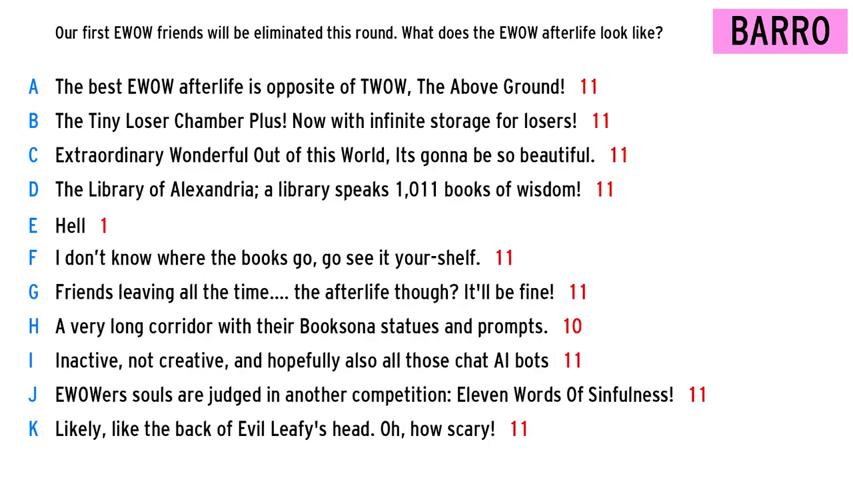 Our first EWOW friends will be eliminated this round. What does the EWOW afterlife look like?
BARRO
A The best EWOW afterlife is opposite of TWOW, The Above Ground! 11
B The Tiny Loser Chamber Plus! Now with infinite storage for losers! 11
C Extraordinary Wonderful Out of this World, Its gonna be so beautiful. 11
D The Library of Alexandria; a library speaks 1,011 books of wisdom! 11
E Hell 1
F I don’t know where the books go, go see it your-shelf. 11
G Friends leaving all the time.... the afterlife though? It'll be fine! 11
H A very long corridor with their Booksona statues and prompts. 10
I Inactive, not creative, and hopefully also all those chat AI bots 11
J EWOWers souls are judged in another competition: Eleven Words Of Sinfulness! 11
K Likely, like the back of Evil Leafy's head. Oh, how scary! 11